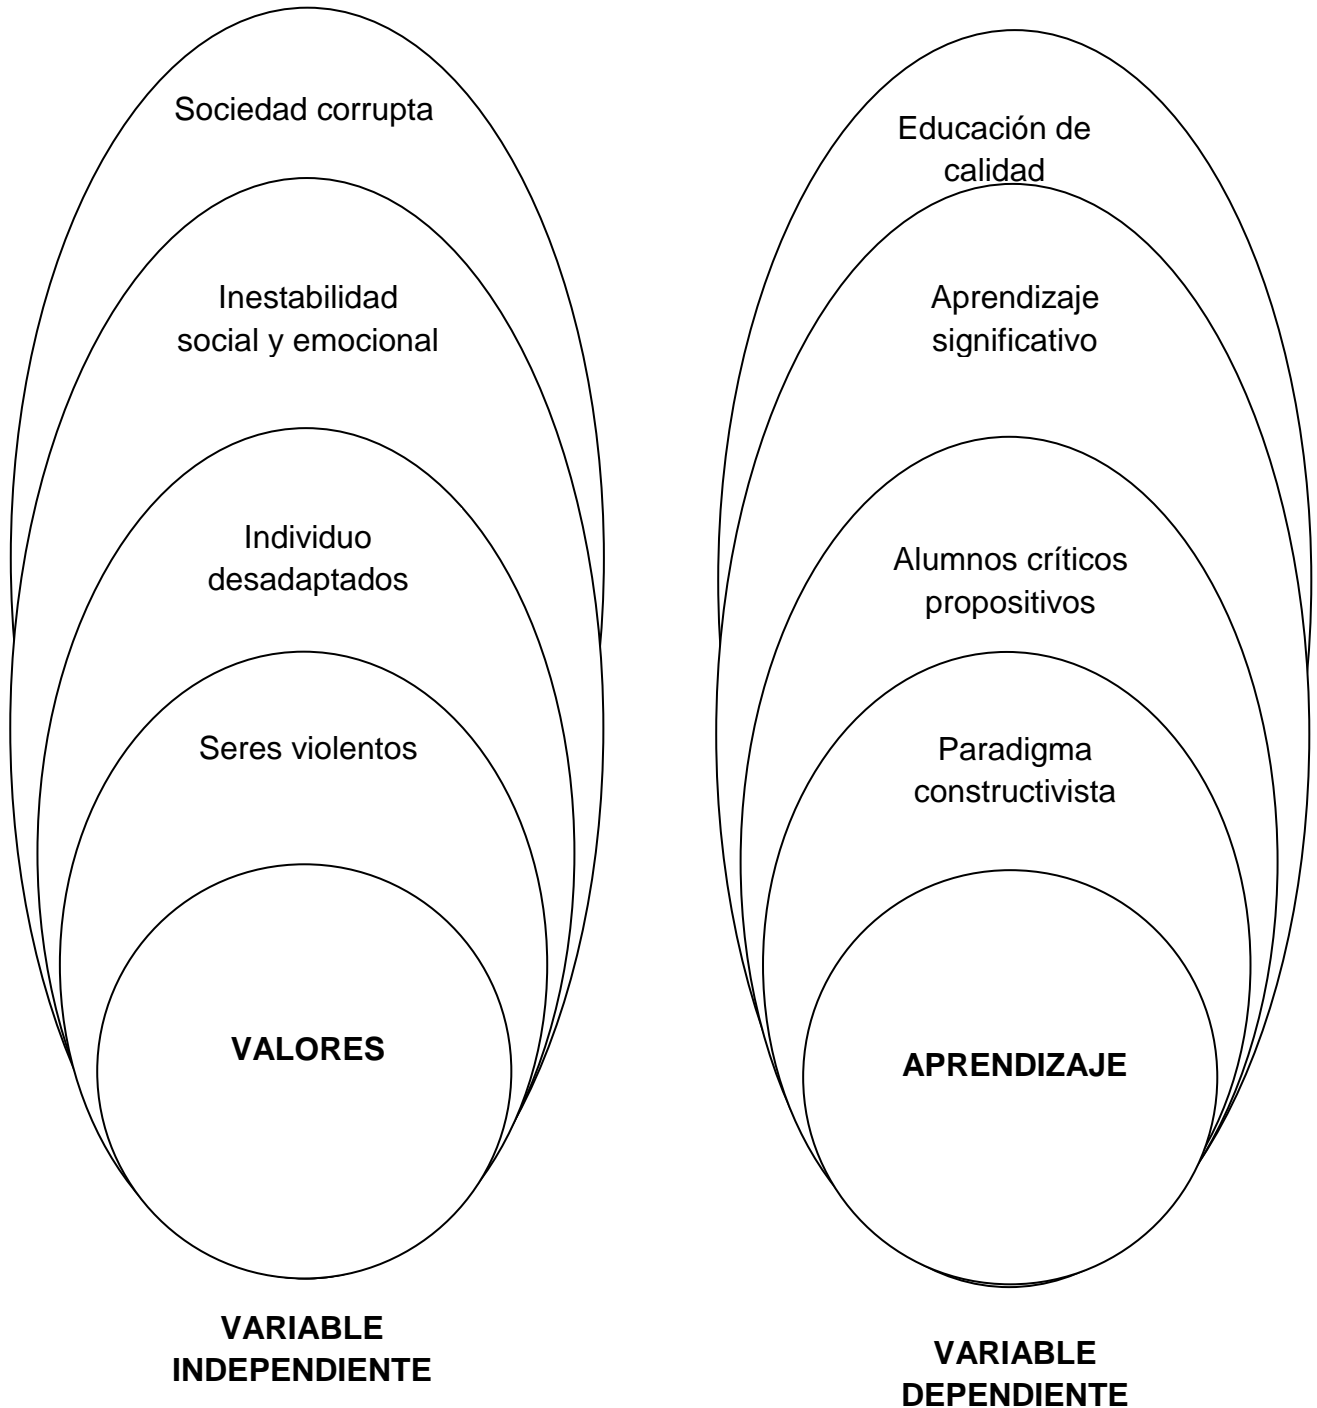 Sociedad corrupta
Inestabilidad
social y emocional
Individuo
desadaptados
Seres violentos
VALORES
VARIABLE
INDEPENDIENTE
Educación de
calidad
Aprendizaje
significativo
Alumnos críticos
propositivos
Paradigma
constructivista
APRENDIZAJE
VARIABLE
DEPENDIENTE